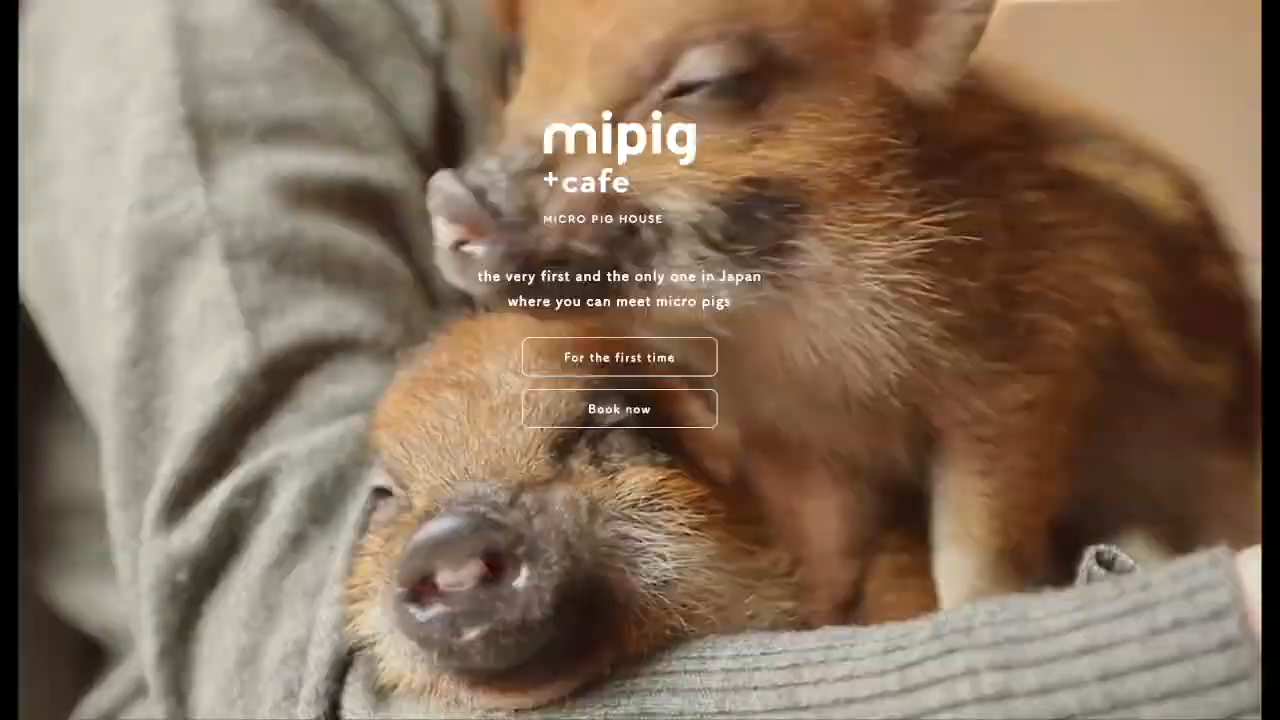 mipig
+cafe
MICRO PIG HOUSE
the very first and the only one in Japan
where you can meet micro pigs
For the first time
Book now